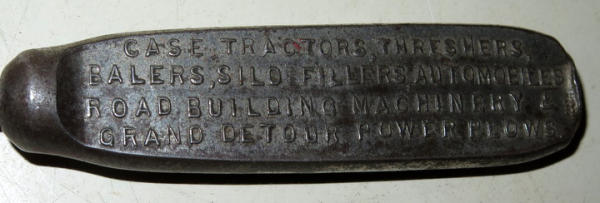 CASE TRACTORS, THRESHERS,
BALERS, SILO FILLERS, AUTOMOBILES
ROAD BUILDING MACHINERY &
GRAND DETOUR POWER PLOWS.